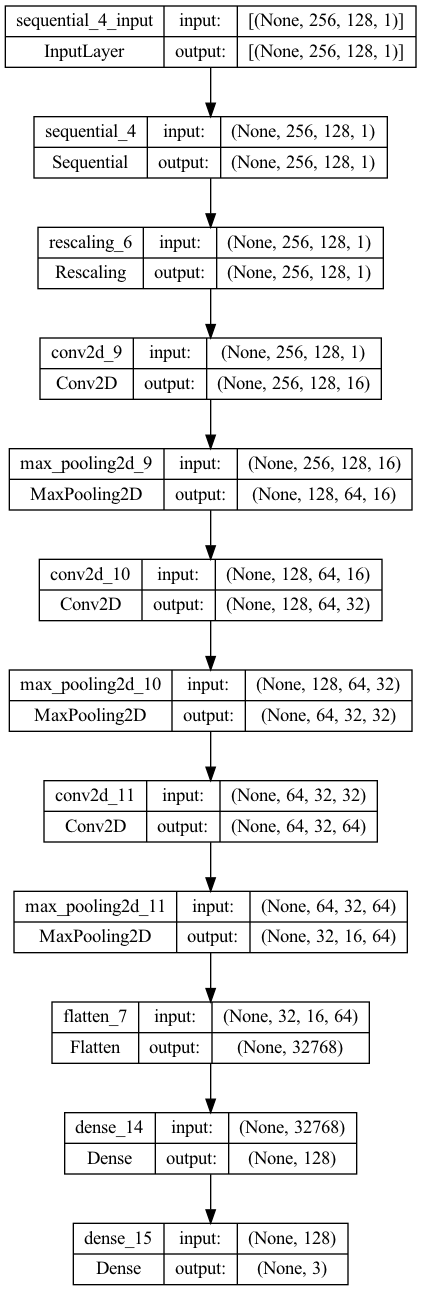 sequential_4_input input: [(None, 256, 128, 1)]
InputLayer output: [(None, 256, 128, 1)]
sequential_4 input: (None, 256, 128, 1)
Sequential output: (None, 256, 128, 1)
rescaling_6 input: (None, 256, 128, 1)
Rescaling output: (None, 256, 128, 1)
conv2d_9 input: (None, 256, 128, 1)
Conv2D output: (None, 256, 128, 16)
max_pooling2d_9 input: (None, 256, 128, 16)
MaxPooling2D output: (None, 128, 64, 16)
conv2d_10 input: (None, 128, 64, 16)
Conv2D output: (None, 128, 64, 32)
max_pooling2d_10 input: (None, 128, 64, 32)
MaxPooling2D output: (None, 64, 32, 32)
conv2d_11 input: (None, 64, 32, 32)
Conv2D output: (None, 64, 32, 64)
max_pooling2d_11 input: (None, 64, 32, 64)
MaxPooling2D output: (None, 32, 16, 64)
flatten_7 input: (None, 32, 16, 64)
Flatten output: (None, 32768)
dense_14 input: (None, 32768)
Dense output: (None, 128)
dense_15 input: (None, 128)
Dense output: (None, 3)